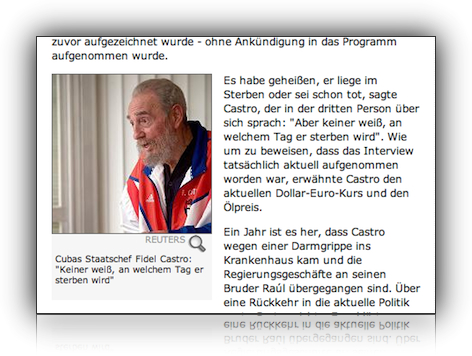 zuvor aufgezeichnet wurde - ohne Ankündigung in das Programm
aufgenommen wurde.
Es habe geheißen, er liege im
Sterben oder sei schon tot, sagte
Castro, der in der dritten Person über
sich sprach: "Aber keiner weiß, an
welchem Tag er sterben wird". Wie
um zu beweisen, dass das Interview
tatsächlich aktuell aufgenommen
worden war, erwähnte Castro den
aktuellen Dollar-Euro-Kurs und den
Ölpreis.
REUTERS
Cubas Staatschef Fidel Castro:
"Keiner weiß, an welchem Tag er
sterben wird"
Ein Jahr ist es her, dass Castro
wegen einer Darmgrippe ins
Krankenhaus kam und die
Regierungsgeschäfte an seinen
Bruder Raúl übergegangen sind. Über
eine Rückkehr in die aktuelle Politik